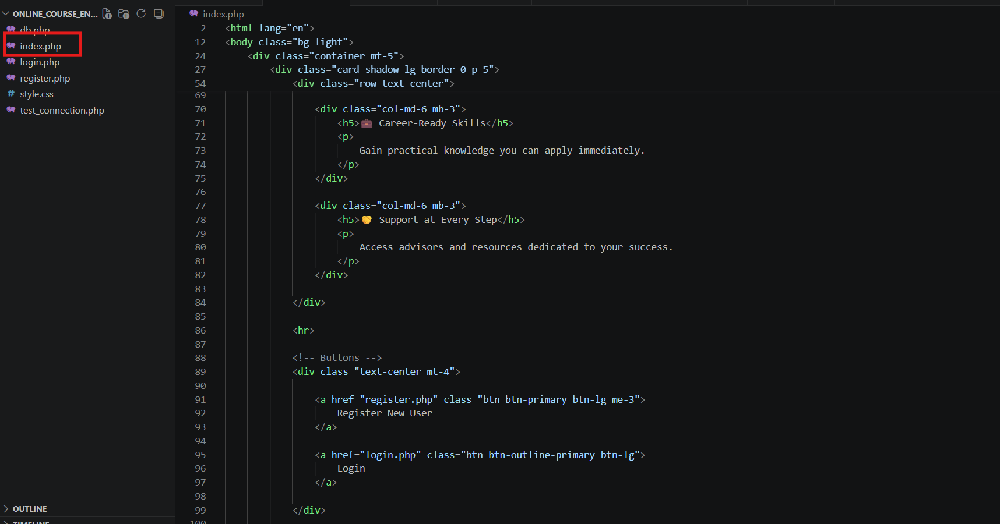 ONLINE_COURSE_EN...
db.php
index.php
login.php
register.php
# style.css
test_connection.php
OUTLINE
TIMELINE
index.php
2 <html lang="en">
12 <body class="bg-light">
24 <div class="container mt-5">
27 <div class="card shadow-lg border-0 p-5">
54 <div class="row text-center">
69
70 <div class="col-md-6 mb-3">
71 <h5>💼 Career-Ready Skills</h5>
72 <p>
73 Gain practical knowledge you can apply immediately.
74 </p>
75 </div>
76
77 <div class="col-md-6 mb-3">
78 <h5>🤝 Support at Every Step</h5>
79 <p>
80 Access advisors and resources dedicated to your success.
81 </p>
82 </div>
83
84 </div>
85
86 <hr>
87
88 <!-- Buttons -->
89 <div class="text-center mt-4">
90
91 <a href="register.php" class="btn btn-primary btn-lg me-3">
92 Register New User
93 </a>
94
95 <a href="login.php" class="btn btn-outline-primary btn-lg">
96 Login
97 </a>
98
99 </div>
100